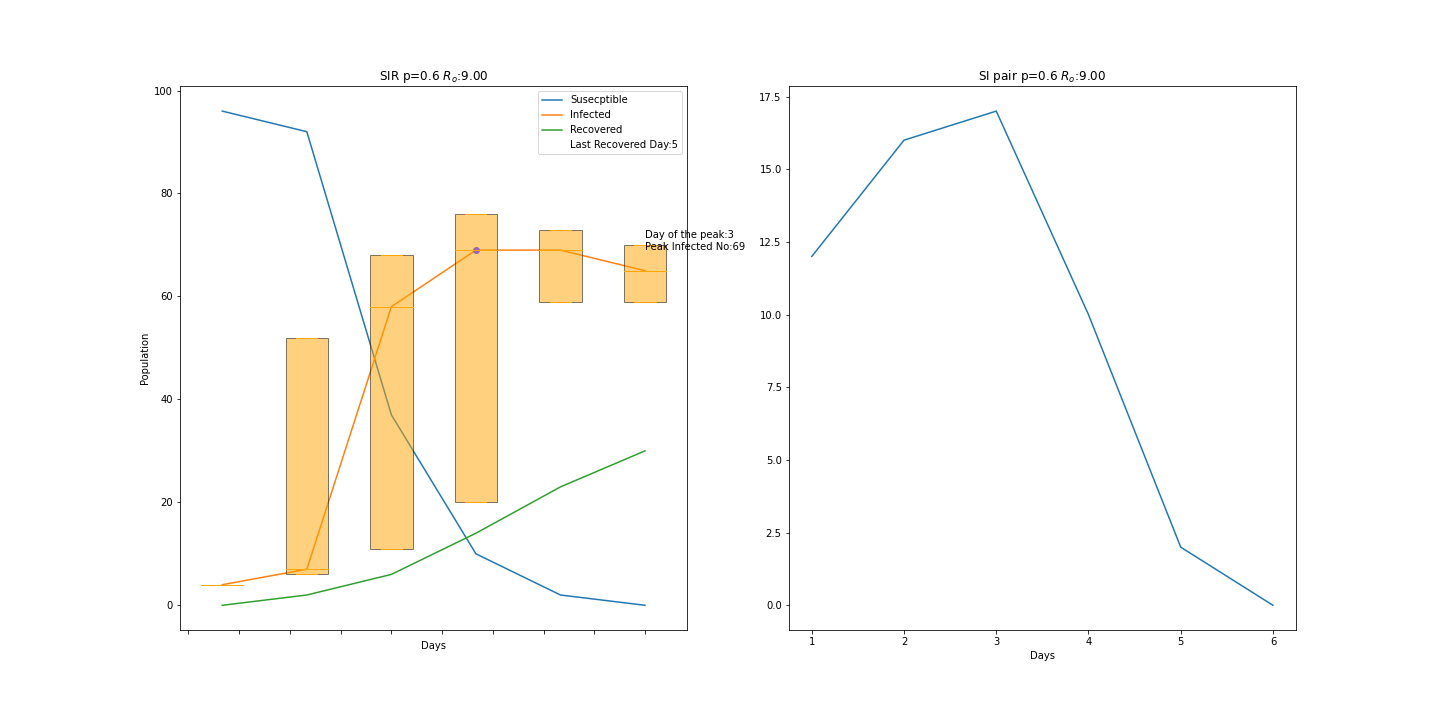 SIR p=0.6 Rₒ:9.00
100
80
60
40
20
0
Population
Days
Susecptible
Infected
Recovered
Last Recovered Day:5
Day of the peak:3
Peak Infected No:69
SI pair p=0.6 Rₒ:9.00
17.5
15.0
12.5
10.0
7.5
5.0
2.5
0.0
1 2 3 4 5 6
Days